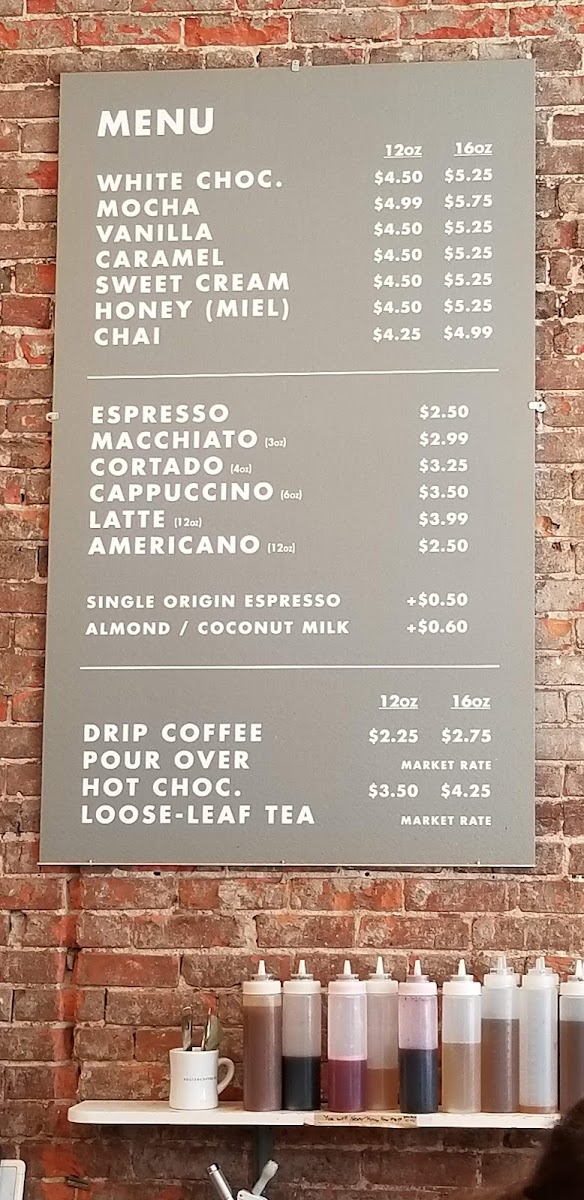 MENU
12oz 16oz
WHITE CHOC. $4.50 $5.25
MOCHA $4.99 $5.75
VANILLA $4.50 $5.25
CARAMEL $4.50 $5.25
SWEET CREAM $4.50 $5.25
HONEY (MIEL) $4.50 $5.25
CHAI $4.25 $4.99
ESPRESSO $2.50
MACCHIATO (3oz) $2.99
CORTADO (4oz) $3.25
CAPPUCCINO (6oz) $3.50
LATTE (12oz) $3.99
AMERICANO (12oz) $2.50
SINGLE ORIGIN ESPRESSO +$0.50
ALMOND / COCONUT MILK +$0.60
12oz 16oz
DRIP COFFEE $2.25 $2.75
POUR OVER MARKET RATE
HOT CHOC. $3.50 $4.25
LOOSE-LEAF TEA MARKET RATE